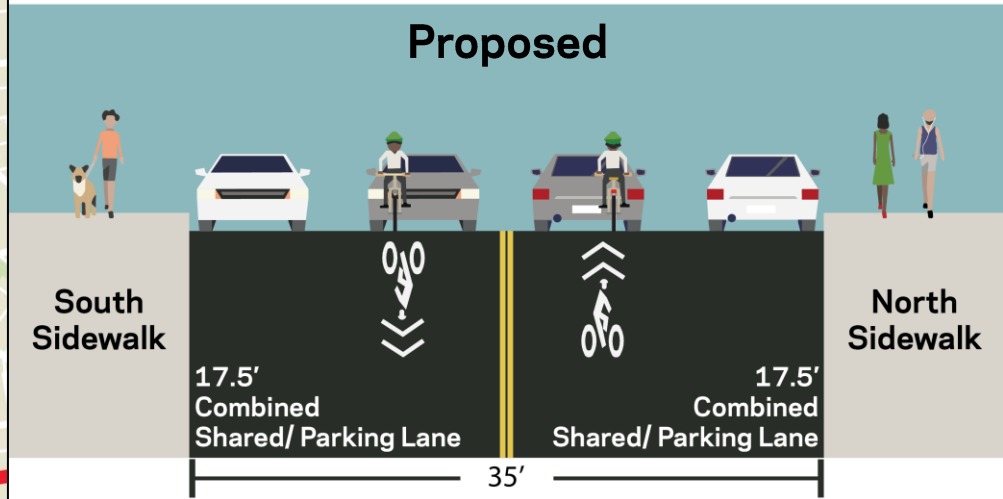 Proposed
South
Sidewalk
17.5’
Combined
Shared/ Parking Lane
17.5’
Combined
Shared/ Parking Lane
North
Sidewalk
35’